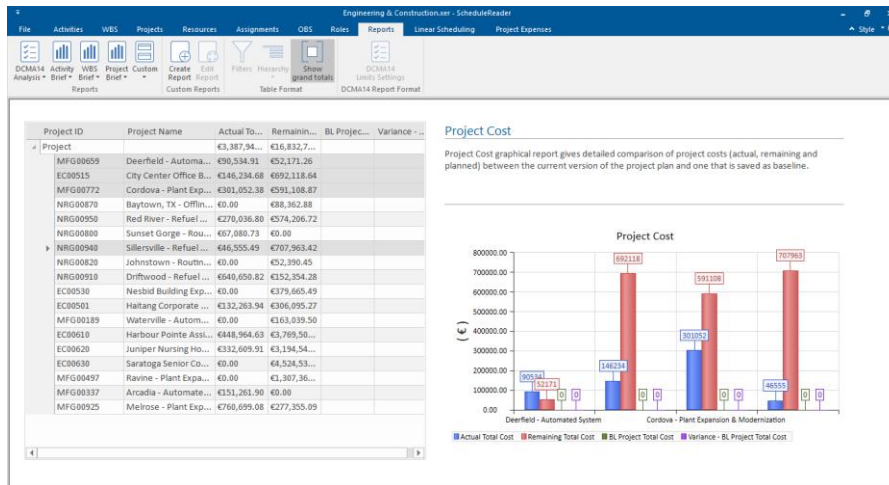 Engineering & Construction.xer - ScheduleReader
File Activities WBS Projects Resources Assignments OBS Roles Reports Linear Scheduling Project Expenses Style
DCMA14 Analysis Activity Brief WBS Brief Project Brief Custom Create Report Edit Report Filters Hierarchy Show grand totals DCMA14 Limits Settings
Reports Custom Reports Table Format DCMA14 Report Format
Project ID Project Name Actual To... Remainin... BL Projec... Variance - ...
Project €3,387,94... €16,832,7...
MFG00659 Deerfield - Automa... €90,534.91 €52,171.26
EC00515 City Center Office B... €146,234.68 €692,118.64
MFG00772 Cordova - Plant Exp... €301,052.38 €591,108.87
NRG00870 Baytown, TX - Offlin... €0.00 €88,362.88
NRG00950 Red River - Refuel ... €270,036.80 €574,206.72
NRG00800 Sunset Gorge - Rou... €67,080.73 €0.00
NRG00940 Sillersville - Refuel ... €46,555.49 €707,963.42
NRG00820 Johnstown - Routin... €0.00 €52,390.45
NRG00910 Driftwood - Refuel ... €640,650.82 €152,354.28
EC00530 Nesbid Building Exp... €0.00 €379,665.49
EC00501 Haitang Corporate ... €132,263.94 €306,095.27
MFG00189 Waterville - Autom... €0.00 €163,039.50
EC00610 Harbour Pointe Assi... €448,964.63 €3,769,50...
EC00620 Juniper Nursing Ho... €332,609.91 €3,194,54...
EC00630 Saratoga Senior Co... €0.00 €4,524,53...
MFG00497 Ravine - Plant Expa... €0.00 €1,307,36...
MFG00337 Arcadia - Automate... €151,261.90 €0.00
MFG00925 Melrose - Plant Exp... €760,699.08 €277,355.09
Project Cost
Project Cost graphical report gives detailed comparison of project costs (actual, remaining and
planned) between the current version of the project plan and one that is saved as baseline.
Project Cost
(€)
800000.00
700000.00
600000.00
500000.00
400000.00
300000.00
200000.00
100000.00
0.00
90534 52171 0 0
146234 692118 0 0
301052 591108 0 0
46555 707963 0 0
Deerfield - Automated System Cordova - Plant Expansion & Modernization
Actual Total Cost Remaining Total Cost BL Project Total Cost Variance - BL Project Total Cost